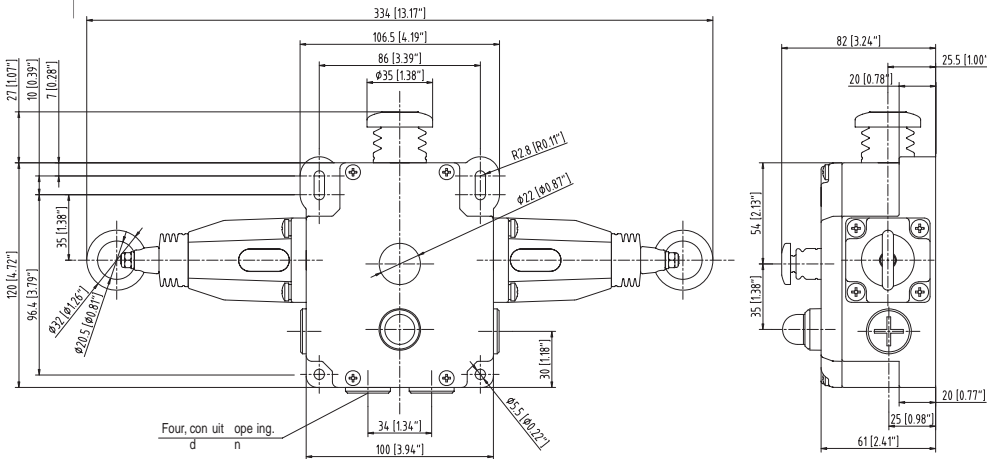 334 [13.17"]
106.5 [4.19"]
86 [3.39"]
Ø35 [1.38"]
27 [1.07"]
10 [0.39"]
7 [0.28"]
R2.8 [R0.11"]
Ø22 [Ø0.87"]
35 [1.38"]
120 [4.72"]
96.4 [3.79"]
Ø32 [Ø1.26"]
Ø20.5 [Ø0.81"]
30 [1.18"]
Ø5.5 [Ø0.22"]
34 [1.34"]
100 [3.94"]
Four, con uit ope ing.
d n
82 [3.24"]
25.5 [1.00"
20 [0.78"]
54 [2.13"]
35 [1.38"]
20 [0.77"]
25 [0.98"]
61 [2.41"]